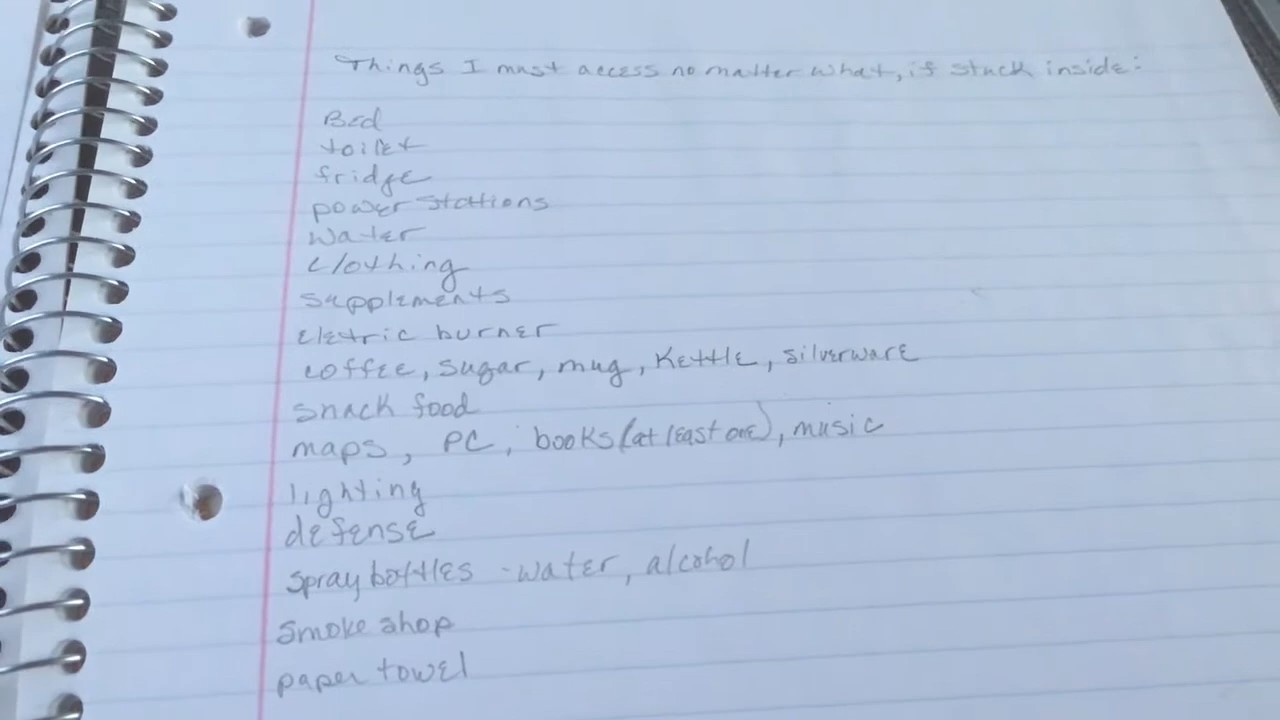 Things I must access no matter what, if stuck inside:
Bed
toilet
fridge
power stations
water
clothing
supplements
eletric burner
coffee, sugar, mug, kettle, silverware
snack food
maps, PC, books (at least one), music
lighting
defense
spray bottles - water, alcohol
smoke shop
paper towel